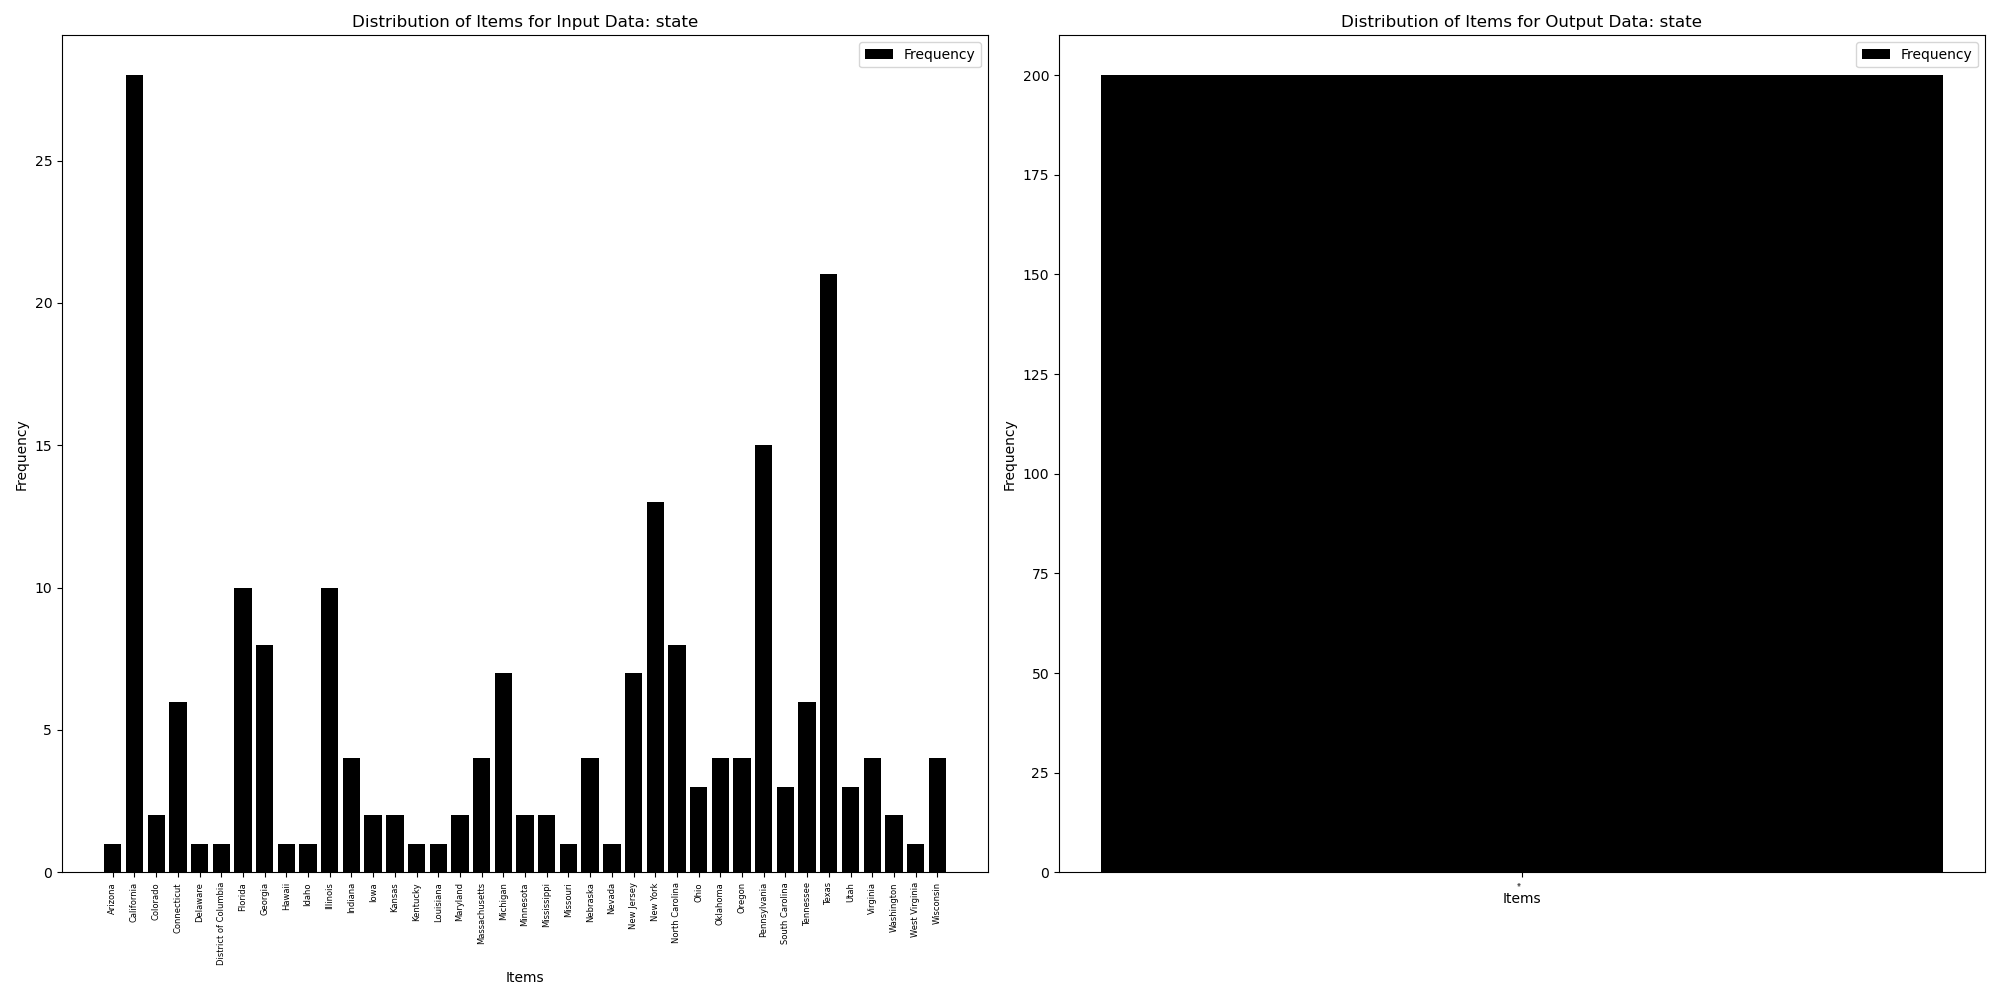 Distribution of Items for Input Data: state
Frequency
25
20
15
10
5
0
Frequency
Arizona
California
Colorado
Connecticut
Delaware
District of Columbia
Florida
Georgia
Hawaii
Idaho
Illinois
Indiana
Iowa
Kansas
Kentucky
Louisiana
Maryland
Massachusetts
Michigan
Minnesota
Mississippi
Missouri
Nebraska
Nevada
New Jersey
New York
North Carolina
Ohio
Oklahoma
Oregon
Pennsylvania
South Carolina
Tennessee
Texas
Utah
Virginia
Washington
West Virginia
Wisconsin
Items
Distribution of Items for Output Data: state
Frequency
200
175
150
125
100
75
50
25
0
Frequency
*
Items